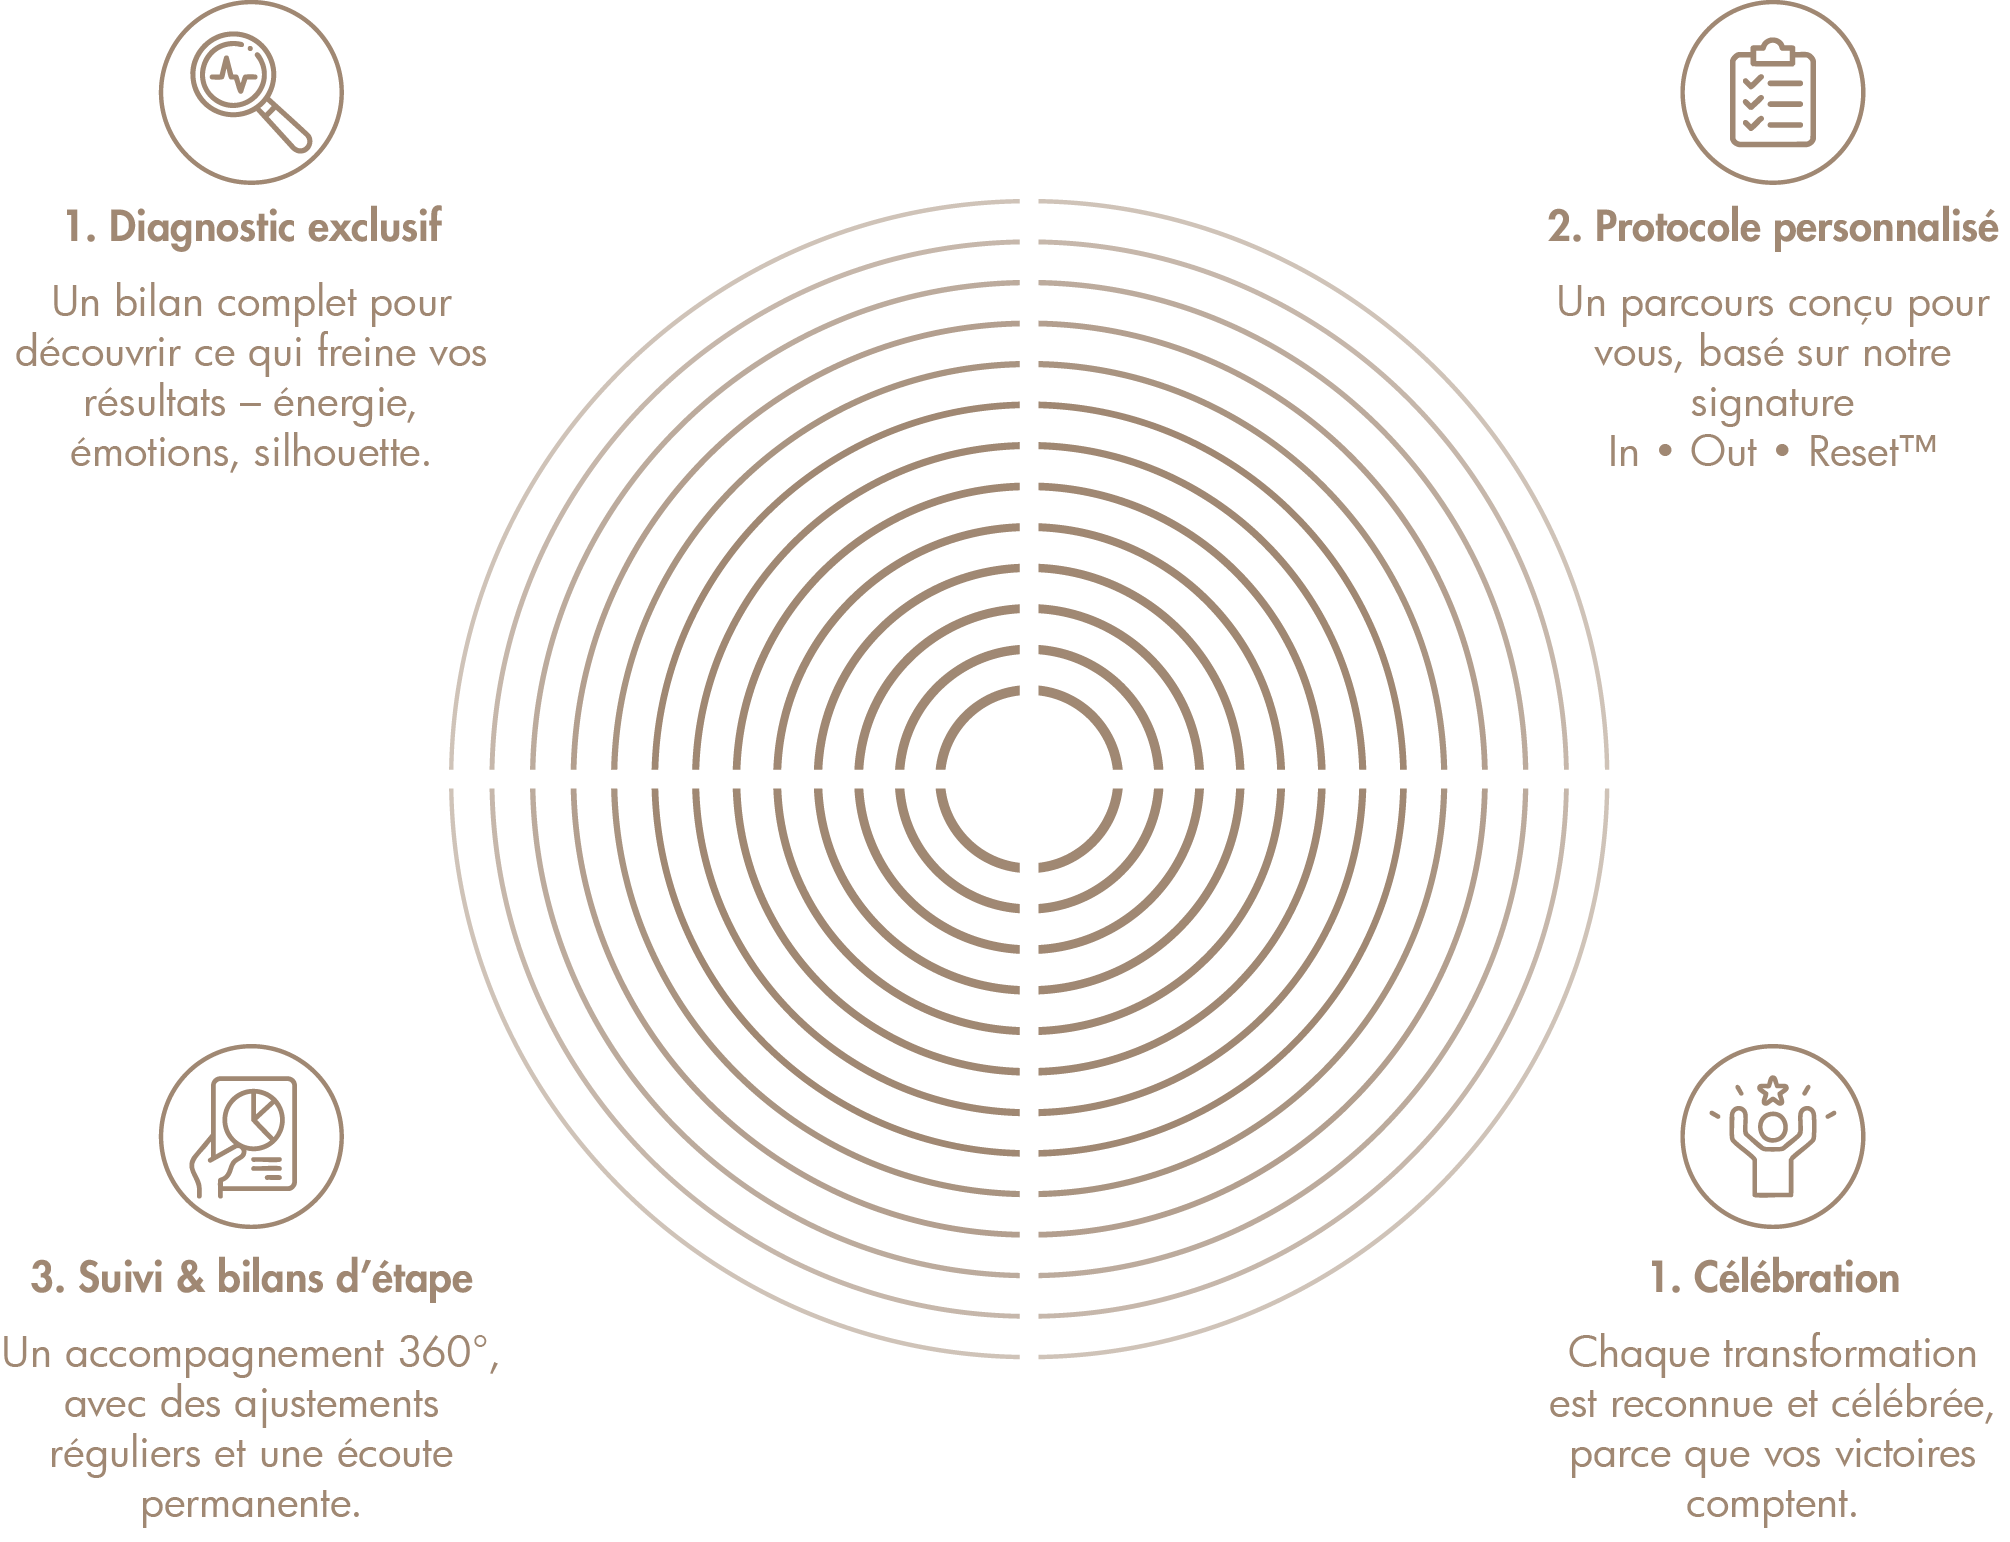 1. Diagnostic exclusif
Un bilan complet pour
découvrir ce qui freine vos
résultats – énergie,
émotions, silhouette.
2. Protocole personnalisé
Un parcours conçu pour
vous, basé sur notre
signature
In • Out • Reset™
3. Suivi & bilans d’étape
Un accompagnement 360°,
avec des ajustements
réguliers et une écoute
permanente.
1. Célébration
Chaque transformation
est reconnue et célébrée,
parce que vos victoires
comptent.